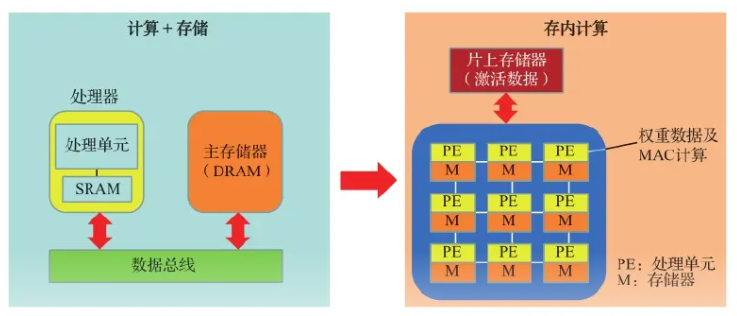 计算+存储
处理器
处理单元
SRAM
主存储器
(DRAM)
数据总线
存内计算
片上存储器
(激活数据)
PE PE PE
M M M
PE PE PE
M M M
PE PE PE
M M M
权重数据及
MAC计算
PE:处理单元
M:存储器